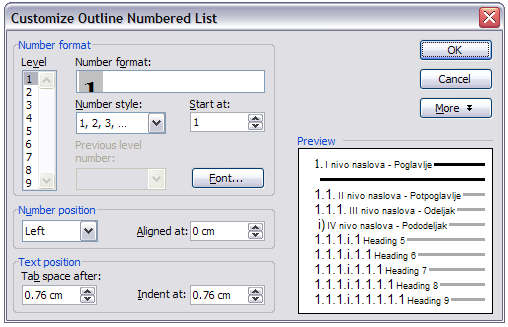 Customize Outline Numbered List
Number format
Level
1
2
3
4
5
6
7
8
9
Number format:
Number style:
1, 2, 3, ...
Start at:
1
Previous level
number:
Font...
OK
Cancel
More
Number position
Left
Aligned at: 0 cm
Text position
Tab space after:
0.76 cm
Indent at: 0.76 cm
Preview
1. I nivo naslova - Poglavlje
1.1. II nivo naslova - Potpoglavlje
1.1.1. III nivo naslova - Odeljak
i) IV nivo naslova - Pododeljak
1.1.1.i.1 Heading 5
1.1.1.i.1.1 Heading 6
1.1.1.i.1.1.1 Heading 7
1.1.1.i.1.1.1.1 Heading 8
1.1.1.i.1.1.1.1.1 Heading 9